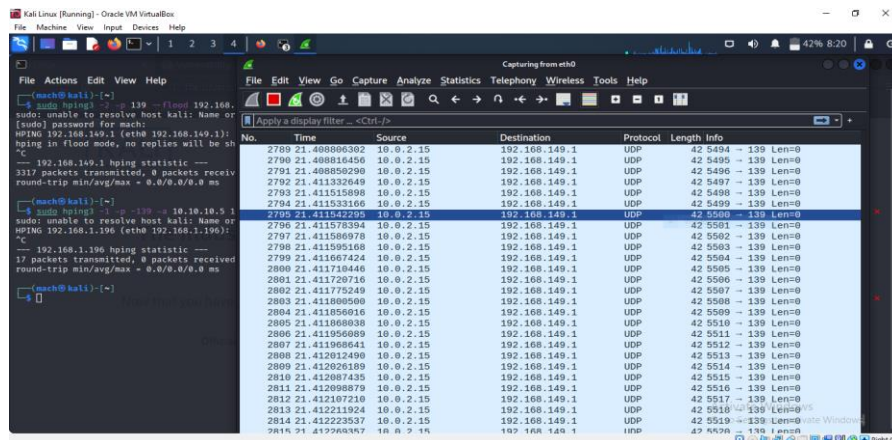 Kali Linux [Running] - Oracle VM VirtualBox
File Machine View Input Devices Help
1 2 3 4
42% 8:20
File Actions Edit View Help
(mach㉿kali)-[~]
$ sudo hping3 -2 -p 139 --flood 192.168.
sudo: unable to resolve host kali: Name or
[sudo] password for mach:
HPING 192.168.149.1 (eth0 192.168.149.1):
hping in flood mode, no replies will be sh
^C
--- 192.168.149.1 hping statistic ---
3317 packets transmitted, 0 packets receiv
round-trip min/avg/max = 0.0/0.0/0.0 ms
(mach㉿kali)-[~]
$ sudo hping3 -1 -p -139 -a 10.10.10.5 1
sudo: unable to resolve host kali: Name or
HPING 192.168.1.196 (eth0 192.168.1.196):
^C
--- 192.168.1.196 hping statistic ---
17 packets transmitted, 0 packets received
round-trip min/avg/max = 0.0/0.0/0.0 ms
(mach㉿kali)-[~]
$
Capturing from eth0
File Edit View Go Capture Analyze Statistics Telephony Wireless Tools Help
Apply a display filter ... <Ctrl-/>
No. Time Source Destination Protocol Length Info
2789 21.408806302 10.0.2.15 192.168.149.1 UDP 42 5494 → 139 Len=0
2790 21.408816456 10.0.2.15 192.168.149.1 UDP 42 5495 → 139 Len=0
2791 21.408850290 10.0.2.15 192.168.149.1 UDP 42 5496 → 139 Len=0
2792 21.411332649 10.0.2.15 192.168.149.1 UDP 42 5497 → 139 Len=0
2793 21.411515898 10.0.2.15 192.168.149.1 UDP 42 5498 → 139 Len=0
2794 21.411533166 10.0.2.15 192.168.149.1 UDP 42 5499 → 139 Len=0
2795 21.411542295 10.0.2.15 192.168.149.1 UDP 42 5500 → 139 Len=0
2796 21.411578394 10.0.2.15 192.168.149.1 UDP 42 5501 → 139 Len=0
2797 21.411586978 10.0.2.15 192.168.149.1 UDP 42 5502 → 139 Len=0
2798 21.411595168 10.0.2.15 192.168.149.1 UDP 42 5503 → 139 Len=0
2799 21.411667424 10.0.2.15 192.168.149.1 UDP 42 5504 → 139 Len=0
2800 21.411710446 10.0.2.15 192.168.149.1 UDP 42 5505 → 139 Len=0
2801 21.411720716 10.0.2.15 192.168.149.1 UDP 42 5506 → 139 Len=0
2802 21.411775249 10.0.2.15 192.168.149.1 UDP 42 5507 → 139 Len=0
2803 21.411800500 10.0.2.15 192.168.149.1 UDP 42 5508 → 139 Len=0
2804 21.411856016 10.0.2.15 192.168.149.1 UDP 42 5509 → 139 Len=0
2805 21.411868038 10.0.2.15 192.168.149.1 UDP 42 5510 → 139 Len=0
2806 21.411956089 10.0.2.15 192.168.149.1 UDP 42 5511 → 139 Len=0
2807 21.411968641 10.0.2.15 192.168.149.1 UDP 42 5512 → 139 Len=0
2808 21.412012490 10.0.2.15 192.168.149.1 UDP 42 5513 → 139 Len=0
2809 21.412026189 10.0.2.15 192.168.149.1 UDP 42 5514 → 139 Len=0
2810 21.412087435 10.0.2.15 192.168.149.1 UDP 42 5515 → 139 Len=0
2811 21.412098879 10.0.2.15 192.168.149.1 UDP 42 5516 → 139 Len=0
2812 21.412107210 10.0.2.15 192.168.149.1 UDP 42 5517 → 139 Len=0
2813 21.412211924 10.0.2.15 192.168.149.1 UDP 42 5518 → 139 Len=0
2814 21.412223537 10.0.2.15 192.168.149.1 UDP 42 5519 → 139 Len=0
2815 21.412269357 10.0.2.15 192.168.149.1 UDP 42 5520 → 139 Len=0